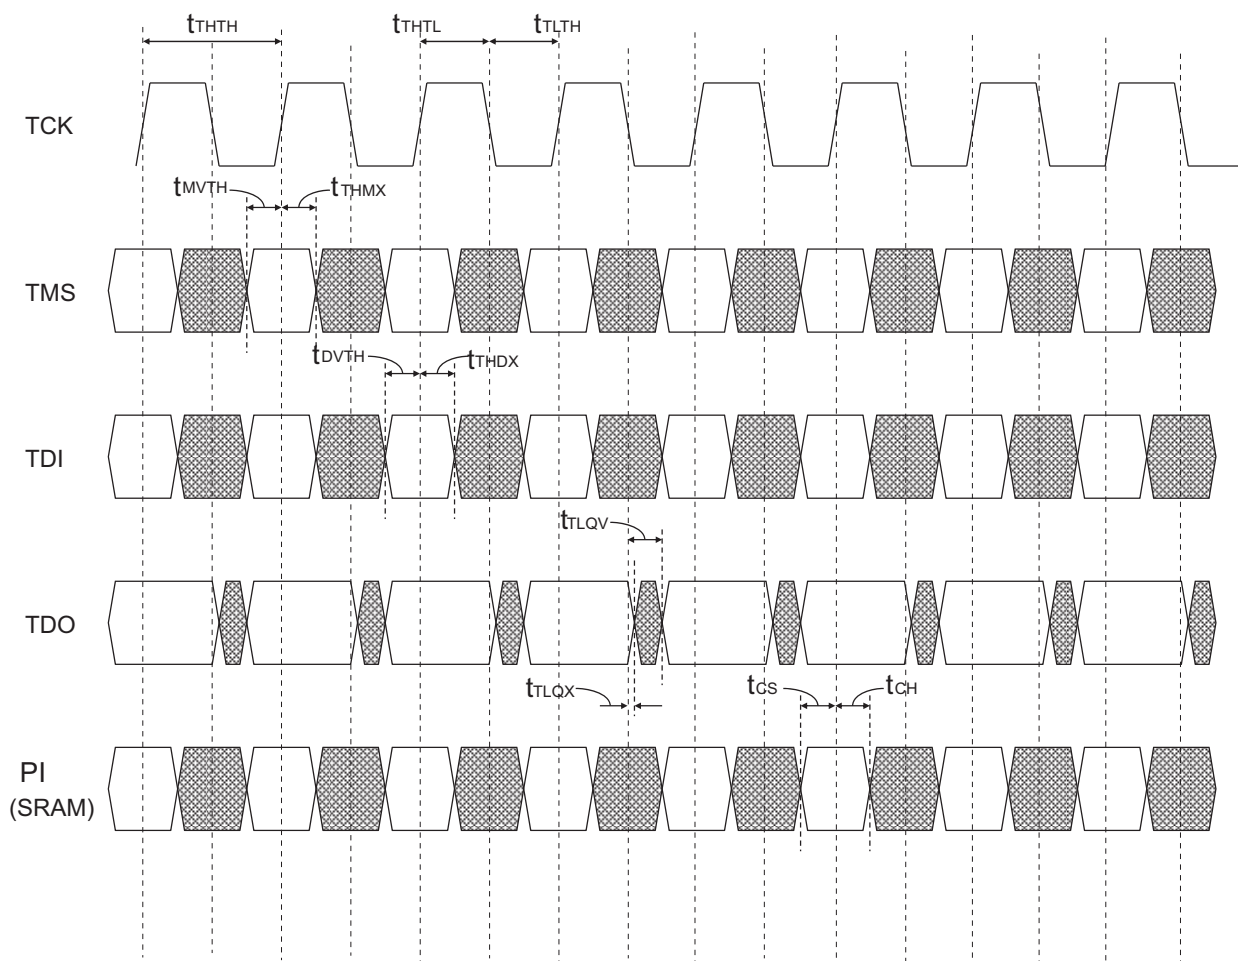 tTHTH
tTHTL
tTLTH
TCK
tMVTH
tTHMX
TMS
tDVTH
tTHDX
TDI
tTLQV
TDO
tTLQX
tCS
tCH
PI
(SRAM)